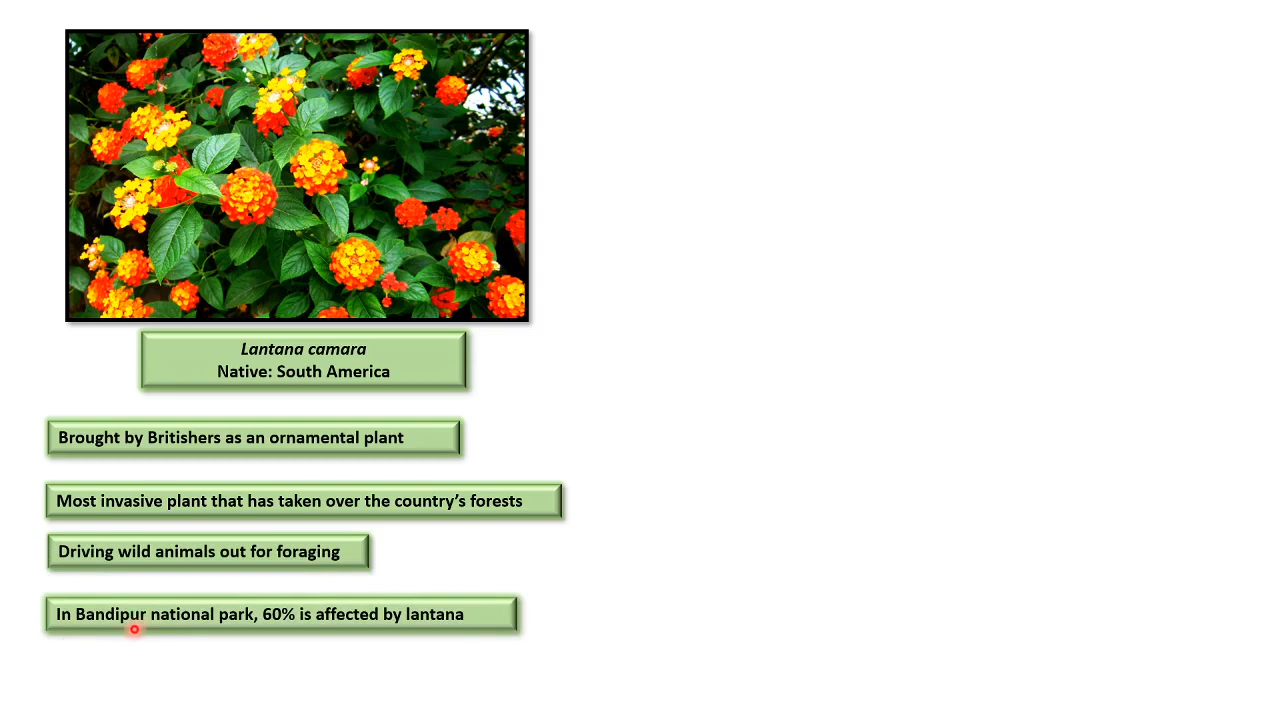 Lantana camara
Native: South America
Brought by Britishers as an ornamental plant
Most invasive plant that has taken over the country’s forests
Driving wild animals out for foraging
In Bandipur national park, 60% is affected by lantana